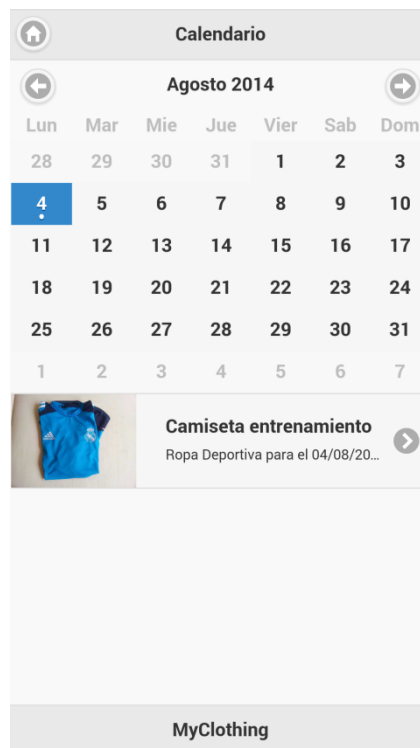 Calendario
Agosto 2014
Lun Mar Mie Jue Vier Sab Dom
28 29 30 31 1 2 3
4 5 6 7 8 9 10
11 12 13 14 15 16 17
18 19 20 21 22 23 24
25 26 27 28 29 30 31
1 2 3 4 5 6 7
Camiseta entrenamiento
Ropa Deportiva para el 04/08/20...
MyClothing